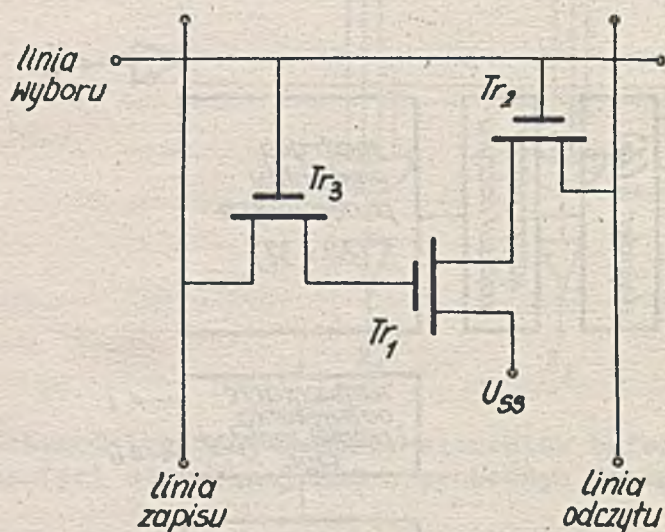 linia
wyboru
Tr2
Tr3
Tr1
USS
linia
zapisu
linia
odczytu